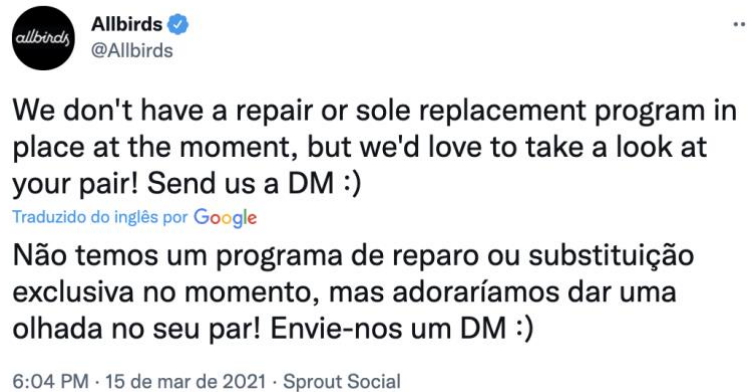 allbirds
Allbirds
@Allbirds
We don't have a repair or sole replacement program in
place at the moment, but we'd love to take a look at
your pair! Send us a DM :)
Traduzido do inglês por Google
Não temos um programa de reparo ou substituição
exclusiva no momento, mas adoraríamos dar uma
olhada no seu par! Envie-nos um DM :)
6:04 PM · 15 de mar de 2021 · Sprout Social